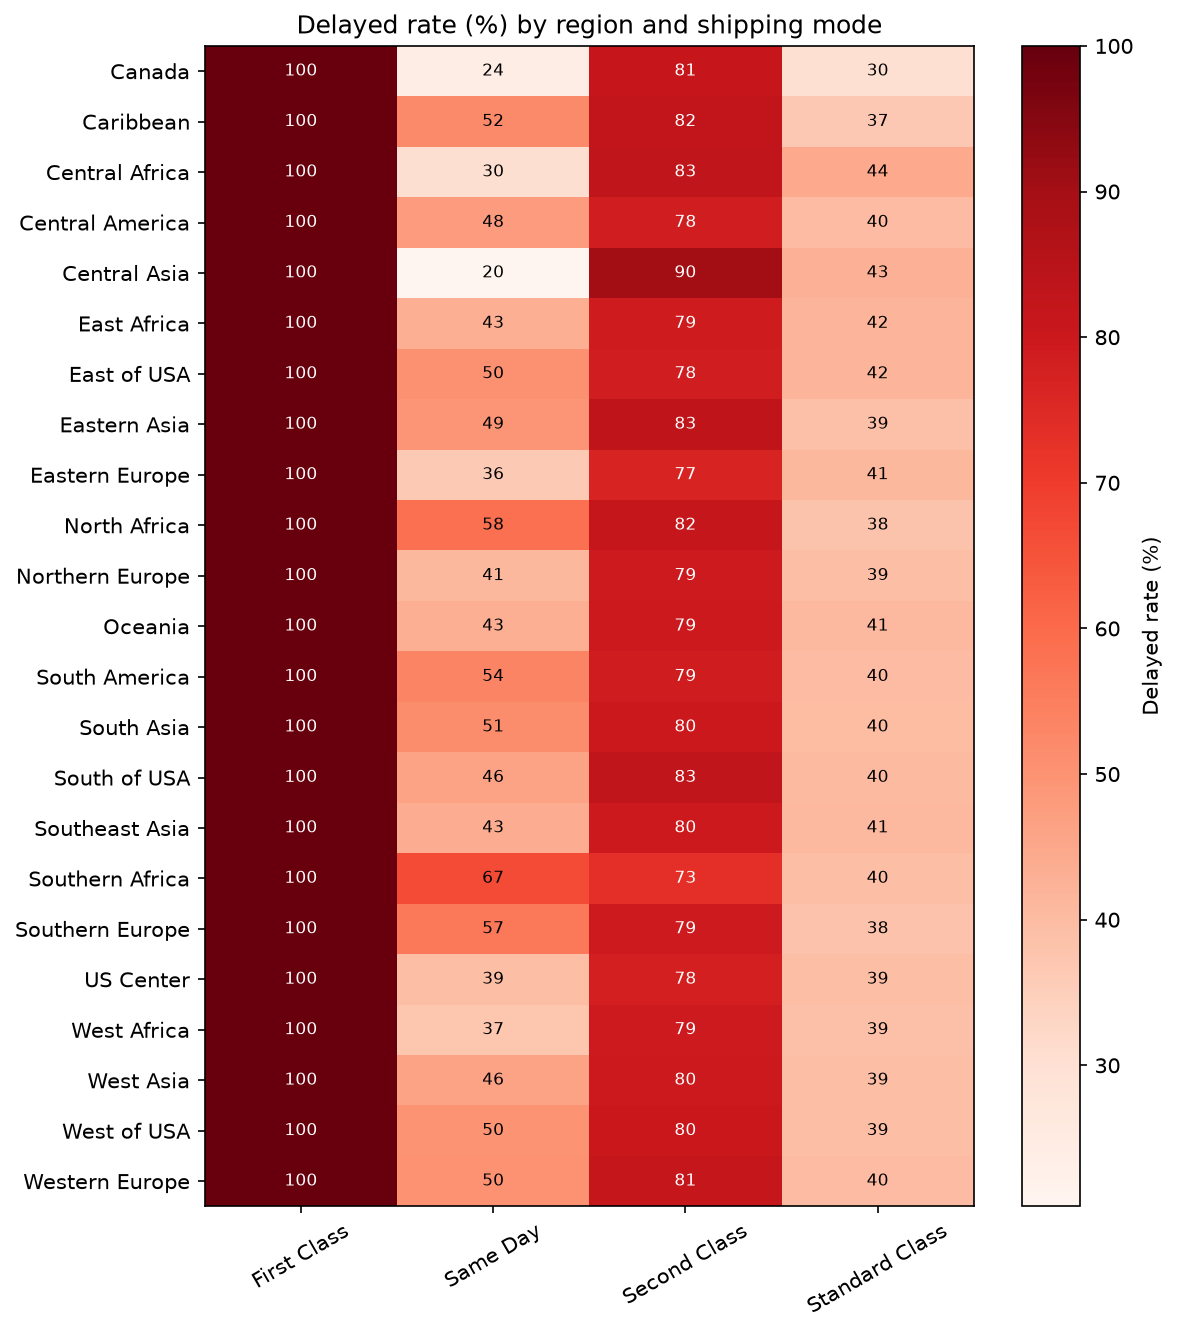 Delayed rate (%) by region and shipping mode
Canada 100 24 81 30
Caribbean 100 52 82 37
Central Africa 100 30 83 44
Central America 100 48 78 40
Central Asia 100 20 90 43
East Africa 100 43 79 42
East of USA 100 50 78 42
Eastern Asia 100 49 83 39
Eastern Europe 100 36 77 41
North Africa 100 58 82 38
Northern Europe 100 41 79 39
Oceania 100 43 79 41
South America 100 54 79 40
South Asia 100 51 80 40
South of USA 100 46 83 40
Southeast Asia 100 43 80 41
Southern Africa 100 67 73 40
Southern Europe 100 57 79 38
US Center 100 39 78 39
West Africa 100 37 79 39
West Asia 100 46 80 39
West of USA 100 50 80 39
Western Europe 100 50 81 40
First Class Same Day Second Class Standard Class
100
90
80
70
60
50
40
30
Delayed rate (%)